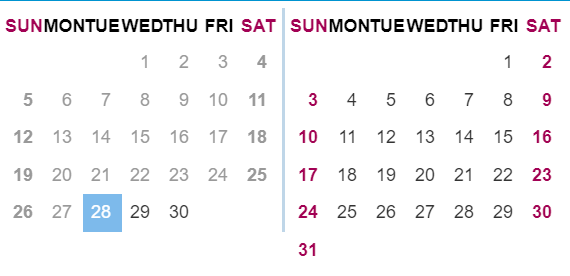 SUN MON TUE WED THU FRI SAT
1 2 3 4
5 6 7 8 9 10 11
12 13 14 15 16 17 18
19 20 21 22 23 24 25
26 27 28 29 30
SUN MON TUE WED THU FRI SAT
1 2
3 4 5 6 7 8 9
10 11 12 13 14 15 16
17 18 19 20 21 22 23
24 25 26 27 28 29 30
31